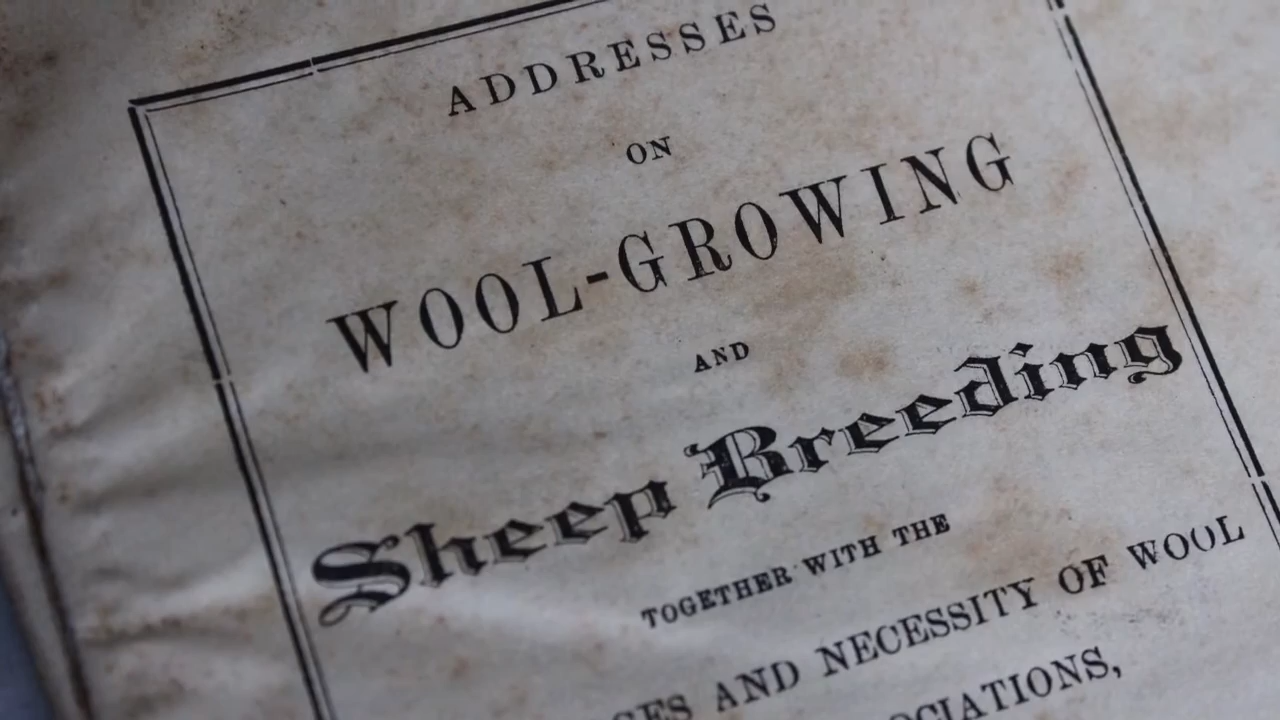 ADDRESSES
ON
WOOL-GROWING
AND
Sheep Breeding
TOGETHER WITH THE
AND NECESSITY OF WOOL